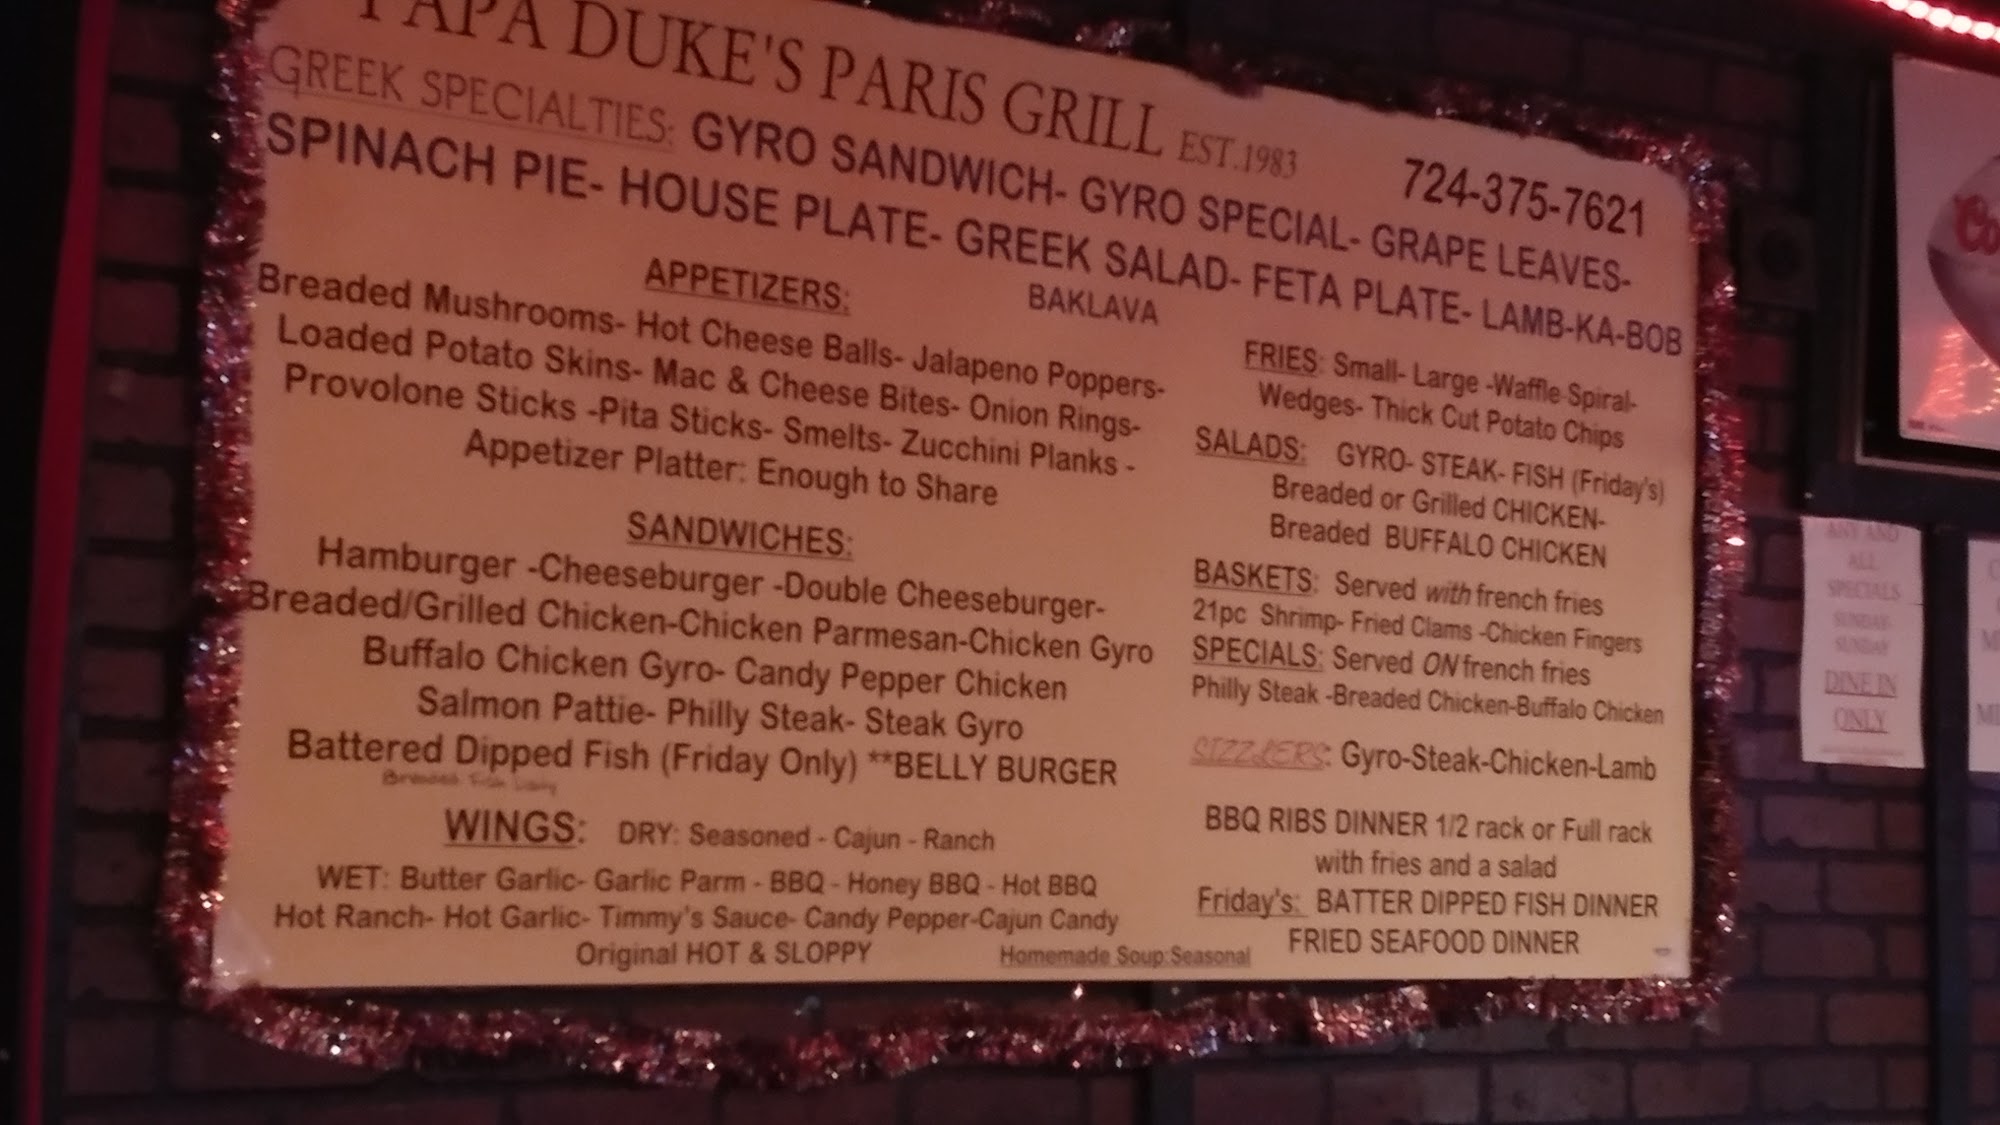 PAPA DUKE'S PARIS GRILL EST.1983
724-375-7621
GREEK SPECIALTIES: GYRO SANDWICH- GYRO SPECIAL- GRAPE LEAVES-
SPINACH PIE- HOUSE PLATE- GREEK SALAD- FETA PLATE- LAMB-KA-BOB
BAKLAVA
APPETIZERS:
Breaded Mushrooms- Hot Cheese Balls- Jalapeno Poppers-
Loaded Potato Skins- Mac & Cheese Bites- Onion Rings-
Provolone Sticks -Pita Sticks- Smelts- Zucchini Planks -
Appetizer Platter: Enough to Share
SANDWICHES:
Hamburger -Cheeseburger -Double Cheeseburger-
Breaded/Grilled Chicken-Chicken Parmesan-Chicken Gyro
Buffalo Chicken Gyro- Candy Pepper Chicken
Salmon Pattie- Philly Steak- Steak Gyro
Battered Dipped Fish (Friday Only) **BELLY BURGER
Breaded Fish Daily
WINGS: DRY: Seasoned - Cajun - Ranch
WET: Butter Garlic- Garlic Parm - BBQ - Honey BBQ - Hot BBQ
Hot Ranch- Hot Garlic- Timmy's Sauce- Candy Pepper-Cajun Candy
Original HOT & SLOPPY
Homemade Soup:Seasonal
FRIES: Small- Large -Waffle-Spiral-
Wedges- Thick Cut Potato Chips
SALADS: GYRO- STEAK- FISH (Friday's)
Breaded or Grilled CHICKEN-
Breaded BUFFALO CHICKEN
BASKETS: Served with french fries
21pc Shrimp- Fried Clams -Chicken Fingers
SPECIALS: Served ON french fries
Philly Steak -Breaded Chicken-Buffalo Chicken
SIZZLERS: Gyro-Steak-Chicken-Lamb
BBQ RIBS DINNER 1/2 rack or Full rack
with fries and a salad
Friday's: BATTER DIPPED FISH DINNER
FRIED SEAFOOD DINNER
ANY AND
ALL
SPECIALS
SUNDAY-
SUNDAY
DINE IN
ONLY